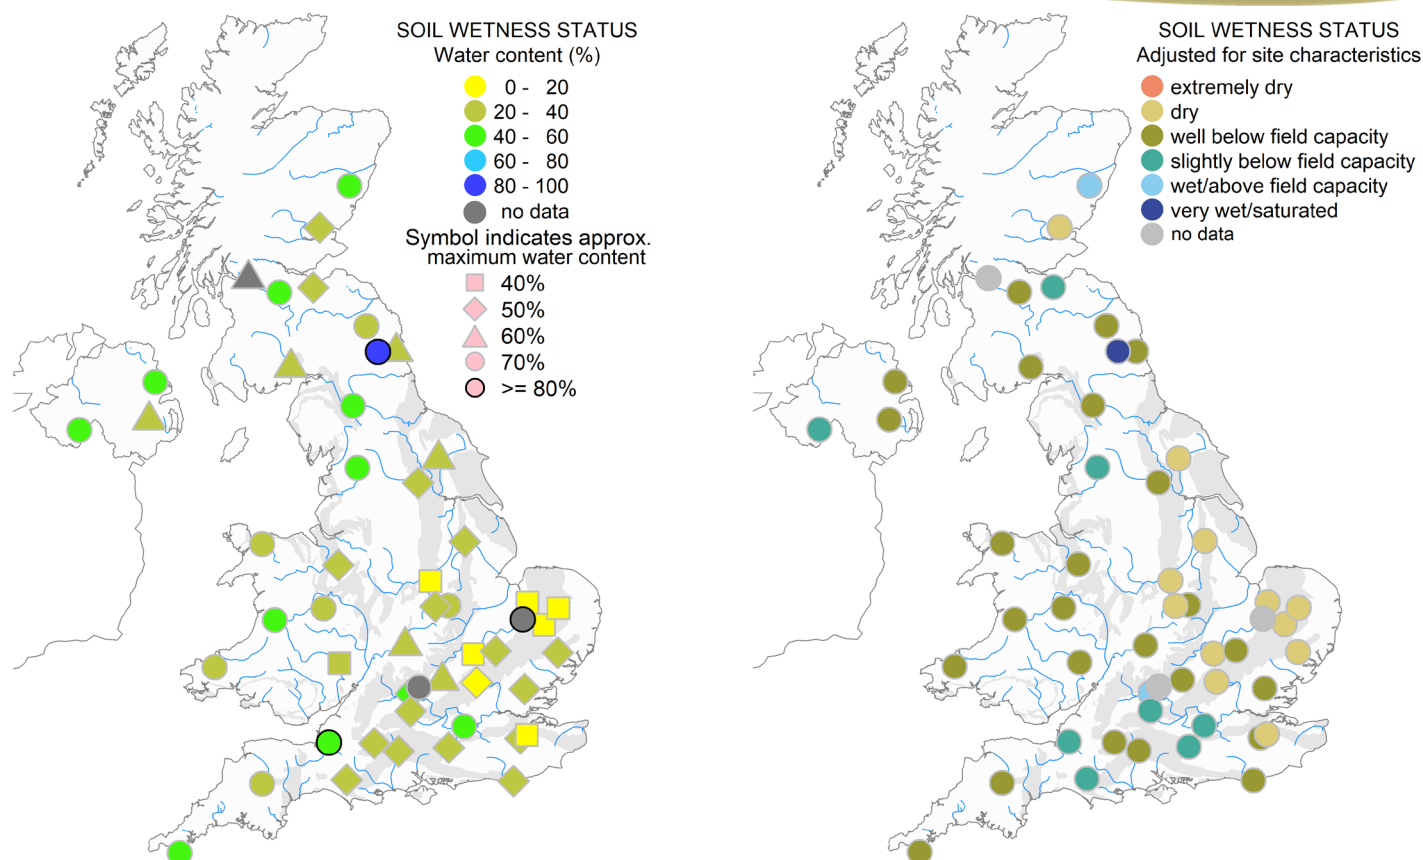 SOIL WETNESS STATUS
Water content (%)
0 - 20
20 - 40
40 - 60
60 - 80
80 - 100
no data
Symbol indicates approx.
maximum water content
40%
50%
60%
70%
>= 80%
SOIL WETNESS STATUS
Adjusted for site characteristics
extremely dry
dry
well below field capacity
slightly below field capacity
wet/above field capacity
very wet/saturated
no data